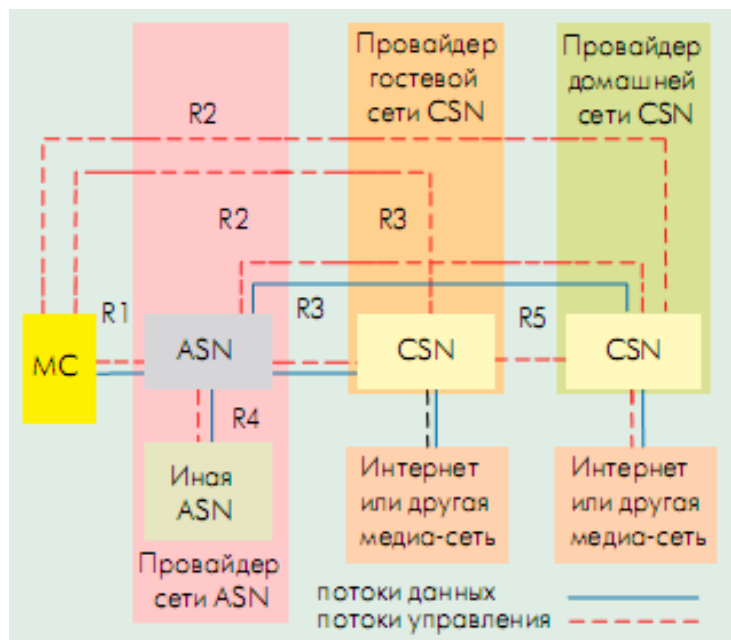 Провайдер
гостевой
сети CSN
Провайдер
домашней
сети CSN
R2
R2
R3
R1
R3
R5
МС
ASN
CSN
CSN
R4
Иная
ASN
Интернет
или другая
медиа-сеть
Интернет
или другая
медиа-сеть
Провайдер
сети ASN
потоки данных
потоки управления